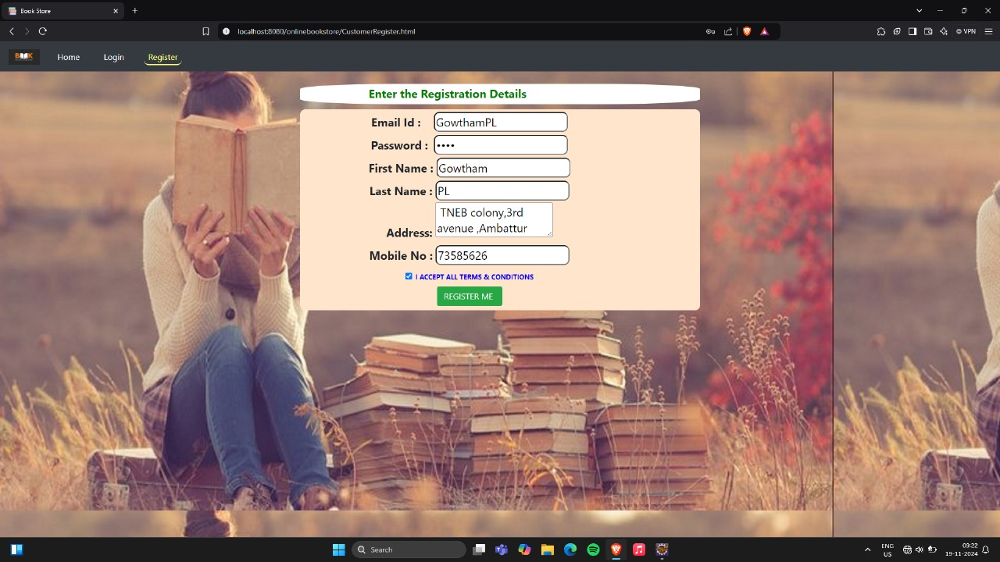 Book Store
localhost:8080/onlinebookstore/CustomerRegister.html
VPN
BOOK
Home
Login
Register
Enter the Registration Details
Email Id : GowthamPL
Password : ••••
First Name : Gowtham
Last Name : PL
TNEB colony,3rd
avenue ,Ambattur
Address:
Mobile No : 73585626
I ACCEPT ALL TERMS & CONDITIONS
REGISTER ME
Search
ENG
US
09:22
19-11-2024